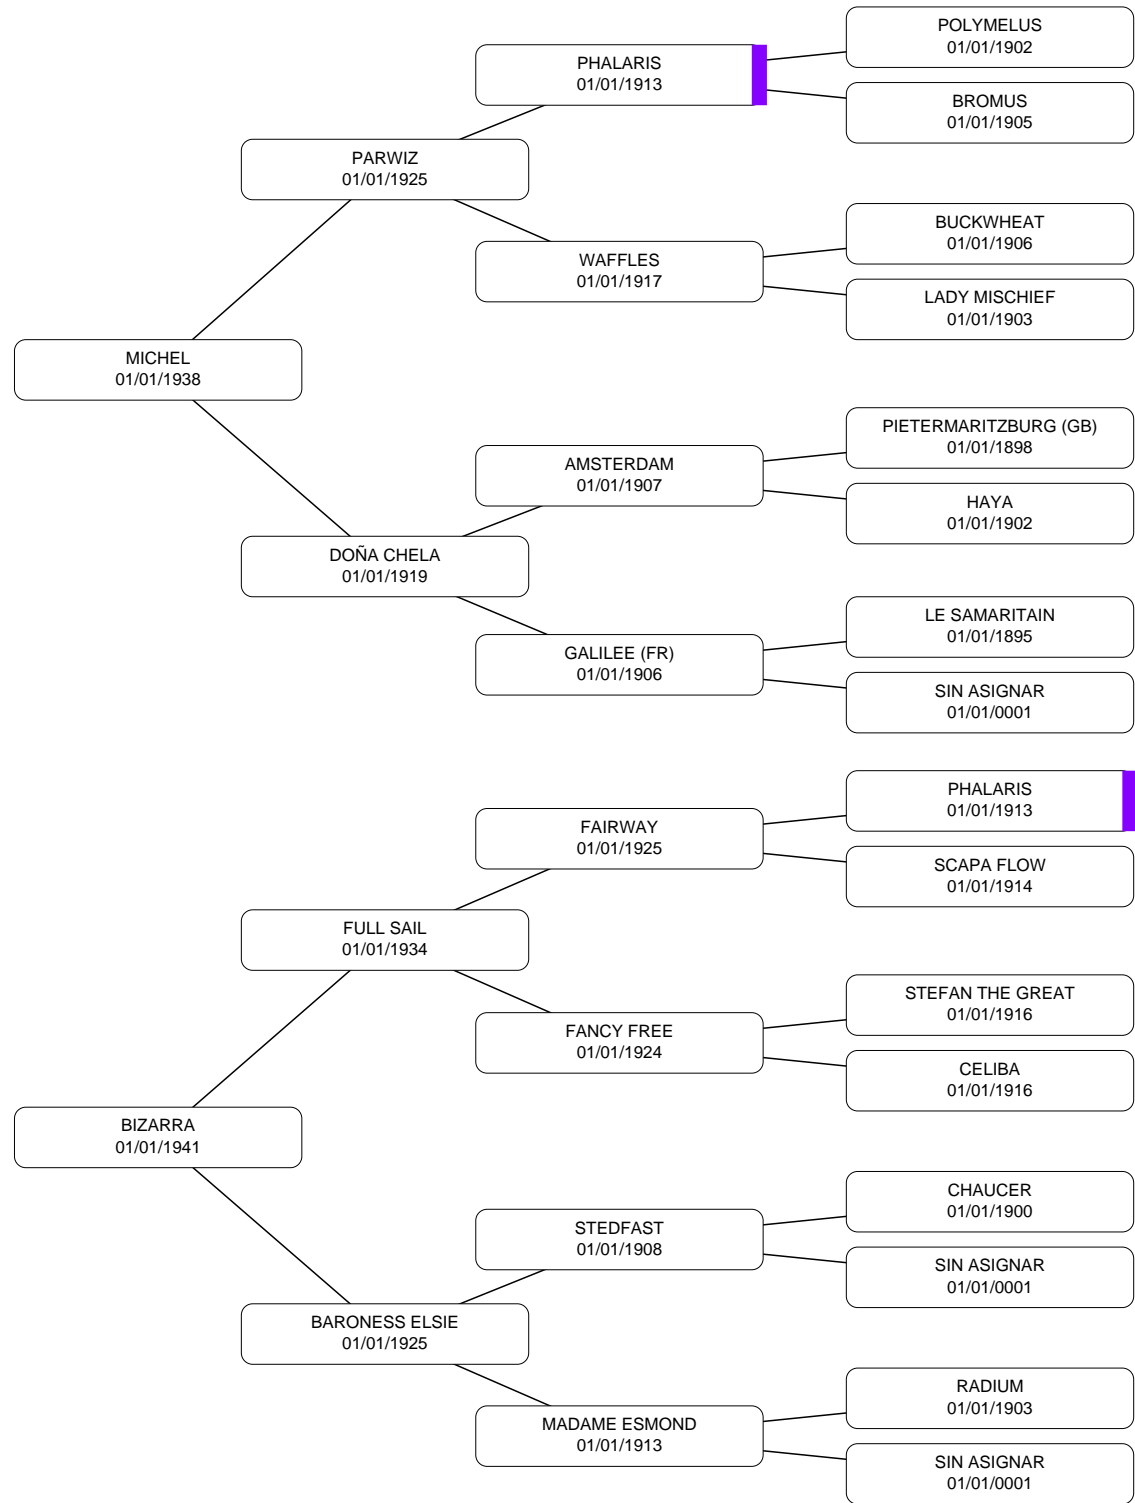 POLYMELUS
01/01/1902
PHALARIS
01/01/1913
BROMUS
01/01/1905
PARWIZ
01/01/1925
BUCKWHEAT
01/01/1906
WAFFLES
01/01/1917
LADY MISCHIEF
01/01/1903
MICHEL
01/01/1938
PIETERMARITZBURG (GB)
01/01/1898
AMSTERDAM
01/01/1907
HAYA
01/01/1902
DOÑA CHELA
01/01/1919
LE SAMARITAIN
01/01/1895
GALILEE (FR)
01/01/1906
SIN ASIGNAR
01/01/0001
PHALARIS
01/01/1913
FAIRWAY
01/01/1925
SCAPA FLOW
01/01/1914
FULL SAIL
01/01/1934
STEFAN THE GREAT
01/01/1916
FANCY FREE
01/01/1924
CELIBA
01/01/1916
BIZARRA
01/01/1941
CHAUCER
01/01/1900
STEDFAST
01/01/1908
SIN ASIGNAR
01/01/0001
BARONESS ELSIE
01/01/1925
RADIUM
01/01/1903
MADAME ESMOND
01/01/1913
SIN ASIGNAR
01/01/0001